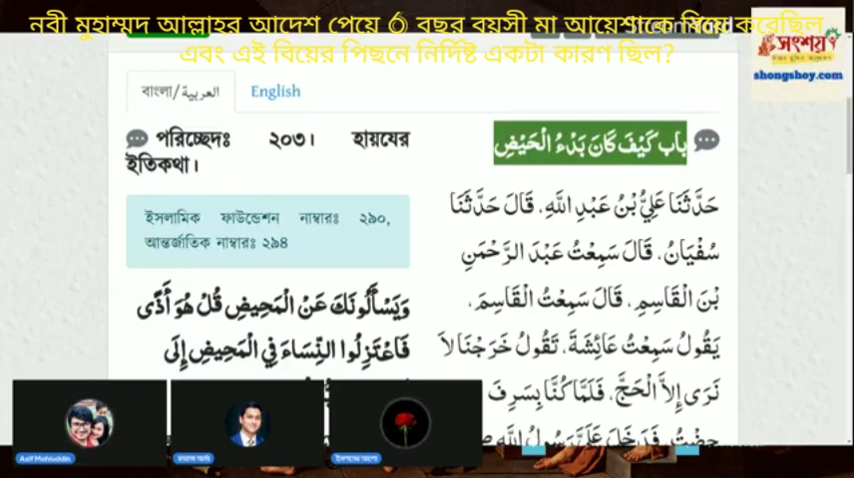 নবী মুহাম্মদ আল্লাহর আদেশ পেয়ে 6 বছর বয়সী মা আয়েশাকে বিয়ে করেছিল
এবং এই বিয়ের পিছনে নির্দিষ্ট একটা কারণ ছিল?
সংশয়
shongshoy.com
বাংলা/العربية
English
পরিচ্ছেদঃ ২০৩। হায়যের
ইতিকথা।
ইসলামিক ফাউন্ডেশন নাম্বারঃ ২৯০,
আন্তর্জাতিক নাম্বারঃ ২৯৪
وَيَسْأَلُونَكَ عَنْ الْمَحِيضِ قُلْ هُوَ أَذًى
فَاعْتَزِلُوا النِّسَاءَ فِي الْمَحِيضِ إِلَى
باب كَيْفَ كَانَ بَدْءُ الْحَيْضِ
حَدَّثَنَا عَلِيُّ بْنُ عَبْدِ اللَّهِ، قَالَ حَدَّثَنَا
سُفْيَانُ، قَالَ سَمِعْتُ عَبْدَ الرَّحْمَنِ
بْنَ الْقَاسِمِ، قَالَ سَمِعْتُ الْقَاسِمَ،
يَقُولُ سَمِعْتُ عَائِشَةَ، تَقُولُ خَرَجْنَا لاَ
نَرَى إِلاَّ الْحَجَّ، فَلَمَّا كُنَّا بِسَرِفَ
حِضْتُ، فَدَخَلَ عَلَىَّ رَسُولُ اللَّهِ
Asif Mohiuddin